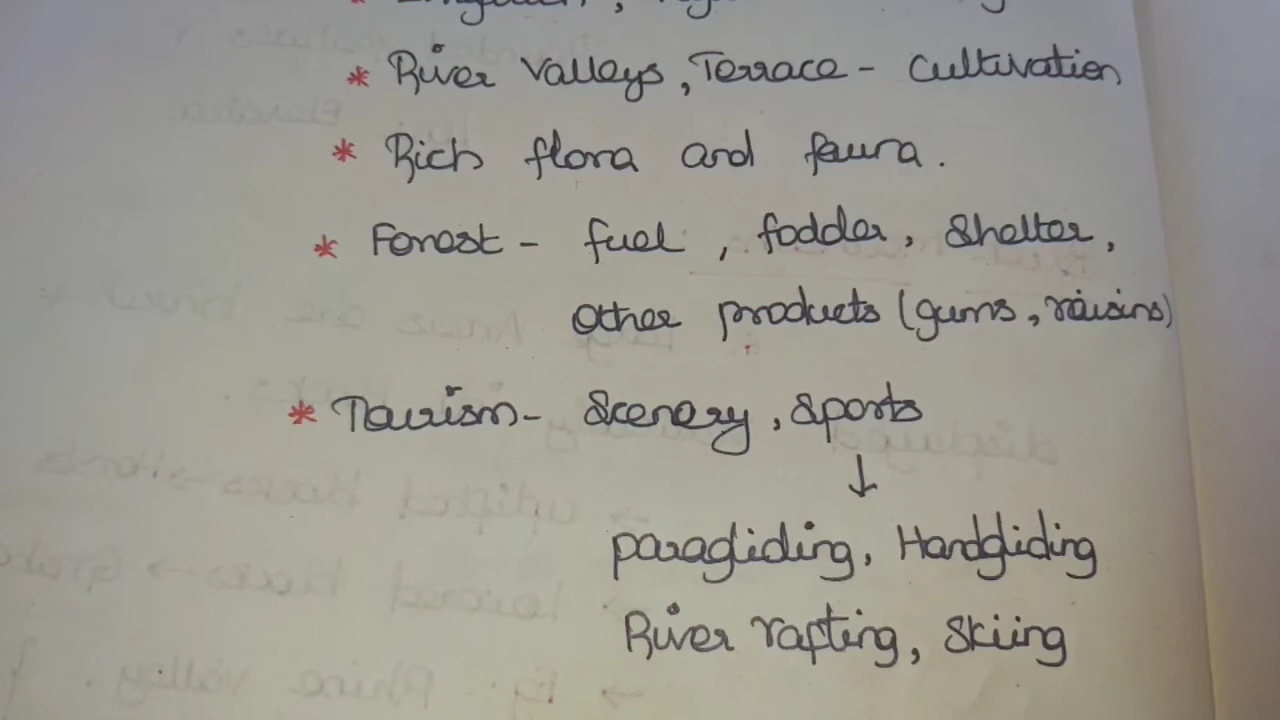 * River Valleys, Terrace - Cultivation
* Rich flora and fauna.
* Forest - fuel, fodder, Shelter,
Other products (gums, raisins)
* Tourism - Scenery, Sports
↓
paragliding, Handgliding
River rafting, Skiing